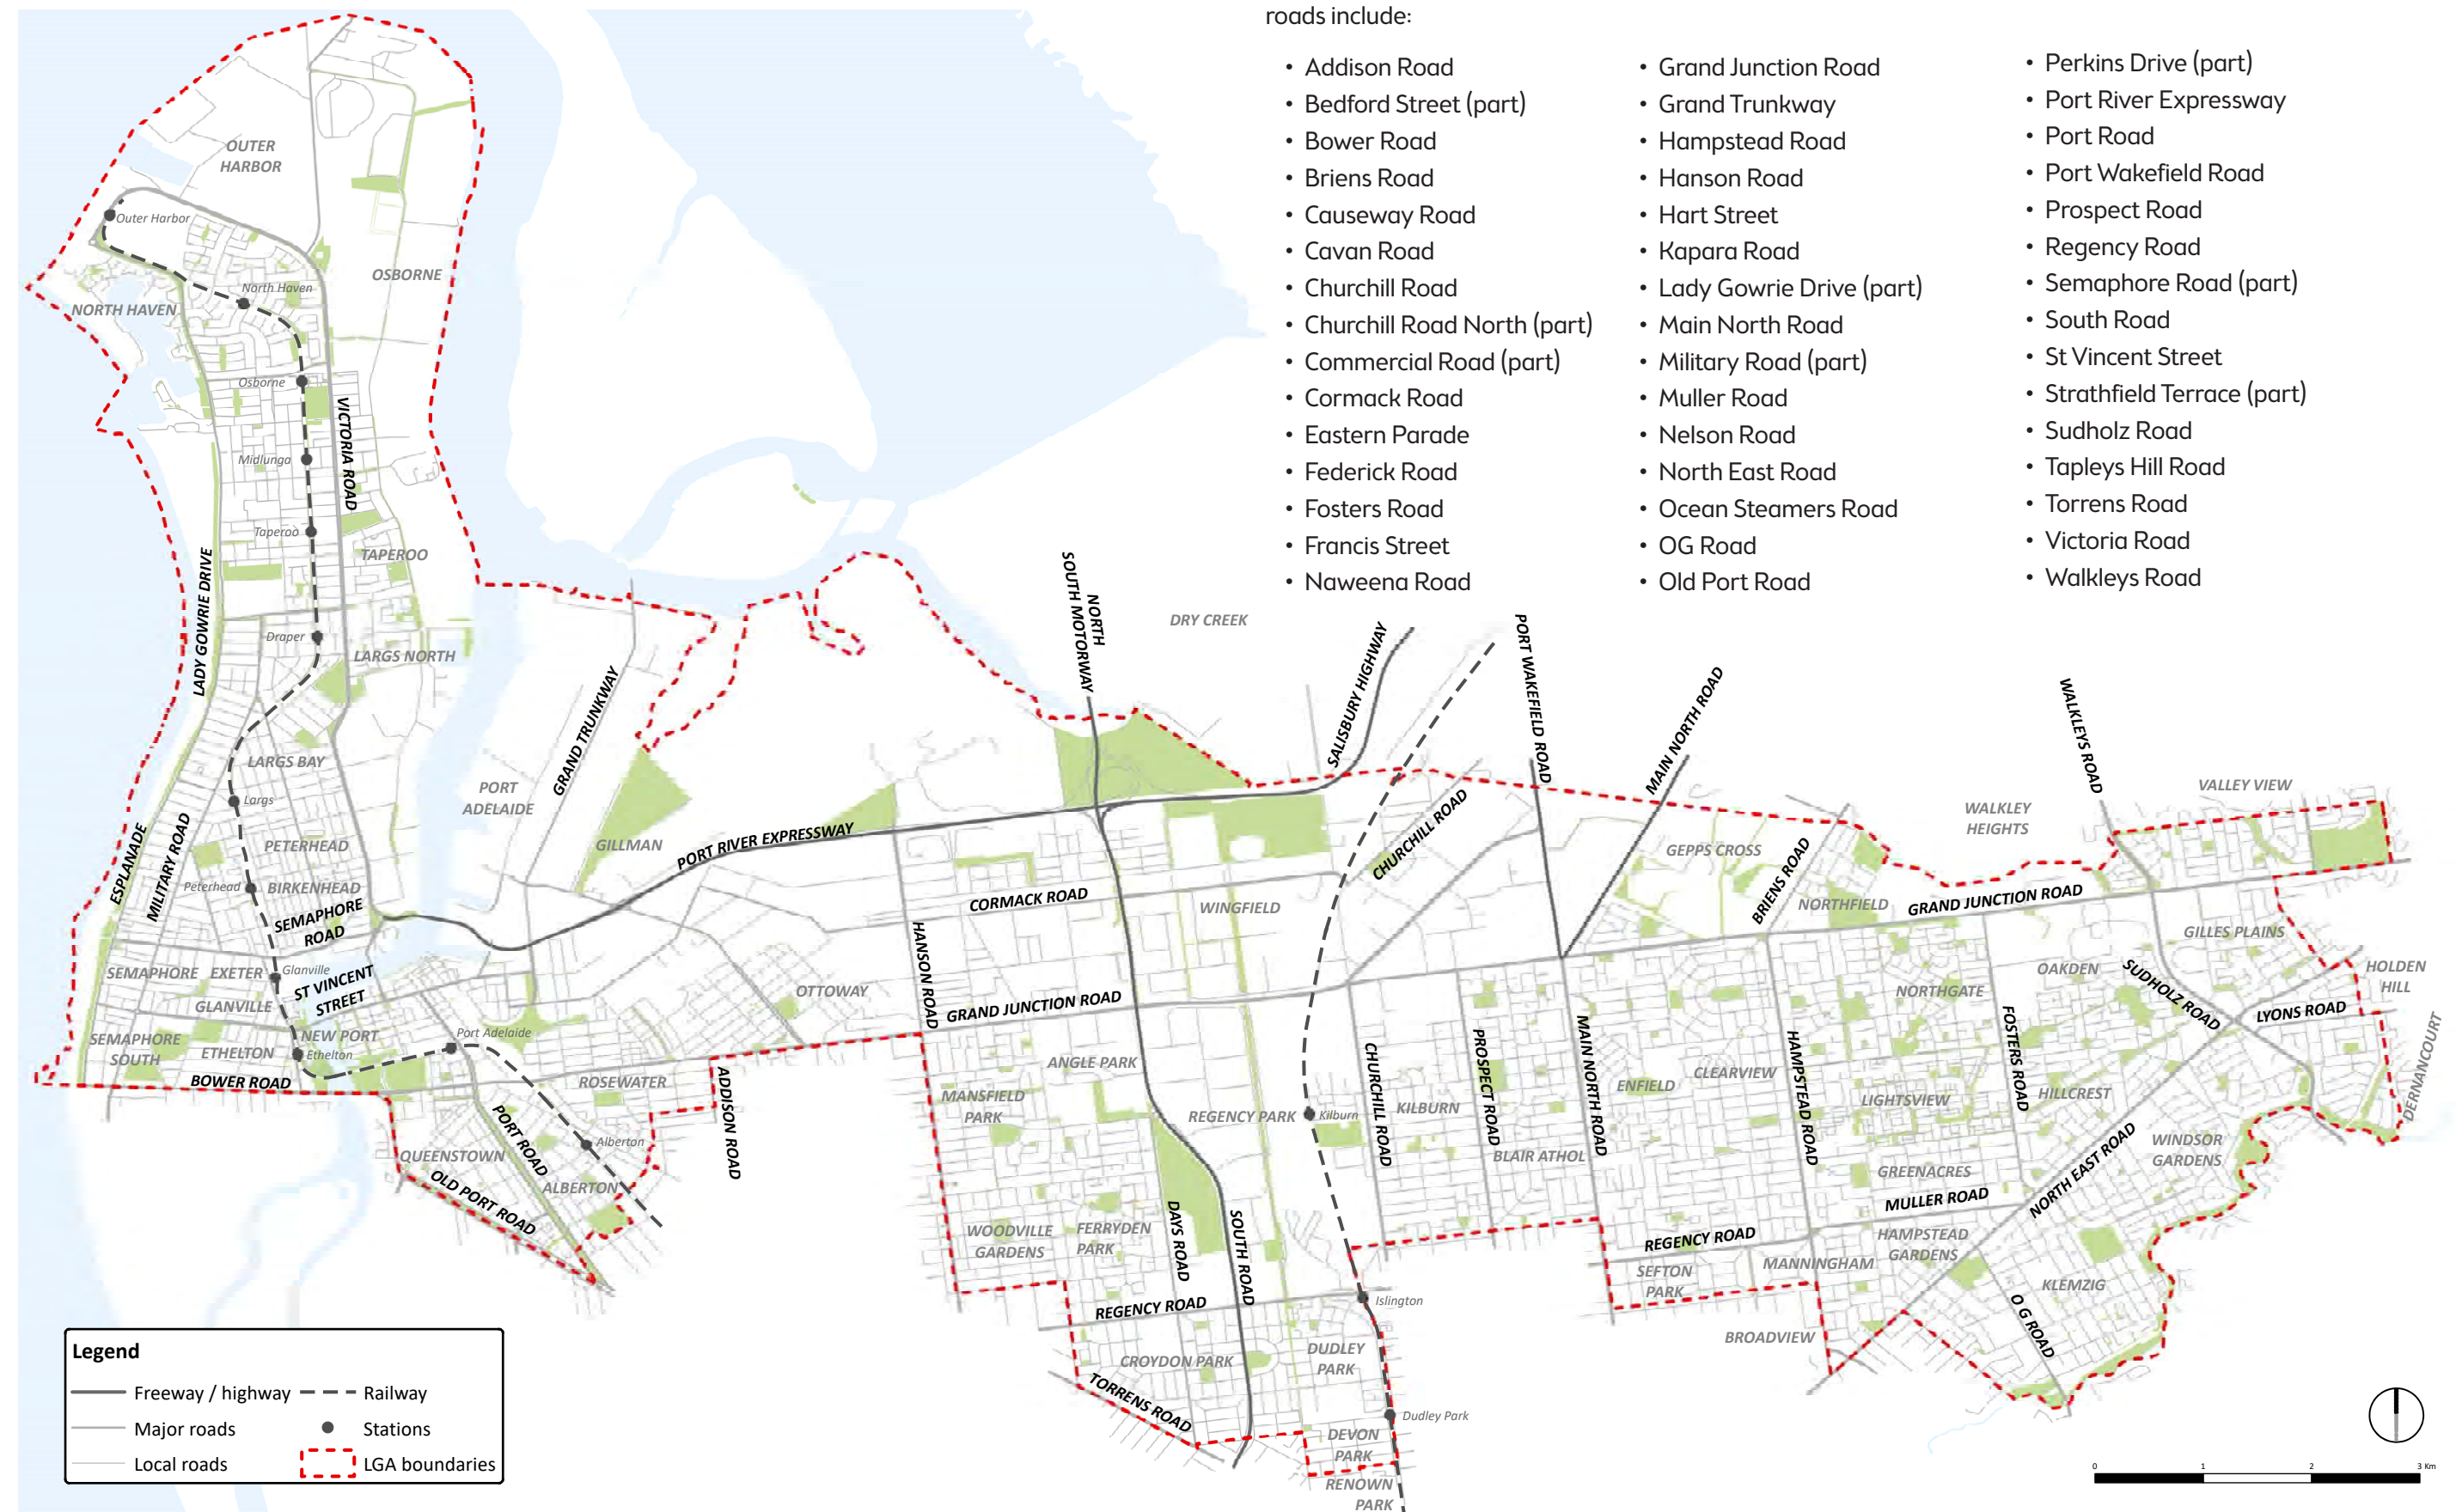 roads include:
• Addison Road
• Bedford Street (part)
• Bower Road
• Briens Road
• Causeway Road
• Cavan Road
• Churchill Road
• Churchill Road North (part)
• Commercial Road (part)
• Cormack Road
• Eastern Parade
• Federick Road
• Fosters Road
• Francis Street
• Naweena Road
• Grand Junction Road
• Grand Trunkway
• Hampstead Road
• Hanson Road
• Hart Street
• Kapara Road
• Lady Gowrie Drive (part)
• Main North Road
• Military Road (part)
• Muller Road
• Nelson Road
• North East Road
• Ocean Steamers Road
• OG Road
• Old Port Road
• Perkins Drive (part)
• Port River Expressway
• Port Road
• Port Wakefield Road
• Prospect Road
• Regency Road
• Semaphore Road (part)
• South Road
• St Vincent Street
• Strathfield Terrace (part)
• Sudholz Road
• Tapleys Hill Road
• Torrens Road
• Victoria Road
• Walkleys Road
OUTER
HARBOR
Outer Harbor
OSBORNE
North Haven
NORTH HAVEN
Osborne
VICTORIA ROAD
Midlunga
Taperoo
TAPEROO
LADY GOWRIE DRIVE
Draper
LARGS NORTH
GRAND TRUNKWAY
LARGS BAY
PORT
ADELAIDE
Largs
ESPLANADE
MILITARY ROAD
PETERHEAD
GILLMAN
PORT RIVER EXPRESSWAY
Peterhead
BIRKENHEAD
SEMAPHORE
ROAD
SEMAPHORE
EXETER
Glanville
ST VINCENT
STREET
GLANVILLE
SEMAPHORE
SOUTH
ETHELTON
NEW PORT
Ethelton
Port Adelaide
BOWER ROAD
ROSEWATER
OTTOWAY
ADDISON ROAD
PORT ROAD
Alberton
QUEENSTOWN
ALBERTON
OLD PORT ROAD
NORTH
SOUTH MOTORWAY
DRY CREEK
SALISBURY HIGHWAY
PORT WAKEFIELD ROAD
MAIN NORTH ROAD
WALKLEYS ROAD
VALLEY VIEW
WALKLEY
HEIGHTS
CHURCHILL ROAD
GEPPS CROSS
BRIENS ROAD
NORTHFIELD
GRAND JUNCTION ROAD
CORMACK ROAD
WINGFIELD
HANSON ROAD
GRAND JUNCTION ROAD
GILLES PLAINS
HOLDEN
HILL
OAKDEN
SUDHOLZ ROAD
NORTHGATE
LYONS ROAD
FOSTERS ROAD
DERNANCOURT
ANGLE PARK
MANSFIELD
PARK
REGENCY PARK
Kilburn
CHURCHILL ROAD
KILBURN
PROSPECT ROAD
MAIN NORTH ROAD
ENFIELD
CLEARVIEW
HAMPSTEAD ROAD
LIGHTSVIEW
HILLCREST
BLAIR ATHOL
GREENACRES
WINDSOR
GARDENS
MULLER ROAD
NORTH EAST ROAD
WOODVILLE
GARDENS
FERRYDEN
PARK
DAYS ROAD
SOUTH ROAD
REGENCY ROAD
HAMPSTEAD
GARDENS
MANNINGHAM
SEFTON
PARK
KLEMZIG
Islington
REGENCY ROAD
BROADVIEW
O G ROAD
CROYDON PARK
DUDLEY
PARK
TORRENS ROAD
Dudley Park
DEVON
PARK
RENOWN
PARK
Legend
Freeway / highway
Railway
Major roads
Stations
Local roads
LGA boundaries
0 1 2 3 Km